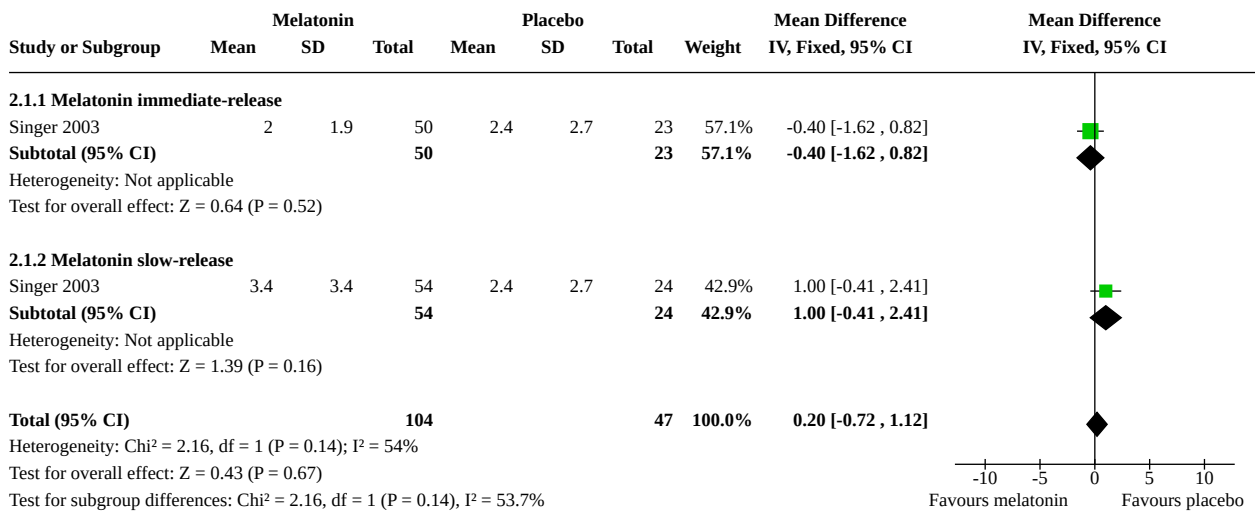 Melatonin Placebo Mean Difference Mean Difference
Study or Subgroup Mean SD Total Mean SD Total Weight IV, Fixed, 95% CI IV, Fixed, 95% CI
2.1.1 Melatonin immediate-release
Singer 2003 2 1.9 50 2.4 2.7 23 57.1% -0.40 [-1.62 , 0.82]
Subtotal (95% CI) 50 23 57.1% -0.40 [-1.62 , 0.82]
Heterogeneity: Not applicable
Test for overall effect: Z = 0.64 (P = 0.52)
2.1.2 Melatonin slow-release
Singer 2003 3.4 3.4 54 2.4 2.7 24 42.9% 1.00 [-0.41 , 2.41]
Subtotal (95% CI) 54 24 42.9% 1.00 [-0.41 , 2.41]
Heterogeneity: Not applicable
Test for overall effect: Z = 1.39 (P = 0.16)
Total (95% CI) 104 47 100.0% 0.20 [-0.72 , 1.12]
Heterogeneity: Chi² = 2.16, df = 1 (P = 0.14); I² = 54%
Test for overall effect: Z = 0.43 (P = 0.67)
-10 -5 0 5 10
Test for subgroup differences: Chi² = 2.16, df = 1 (P = 0.14), I² = 53.7% Favours melatonin Favours placebo